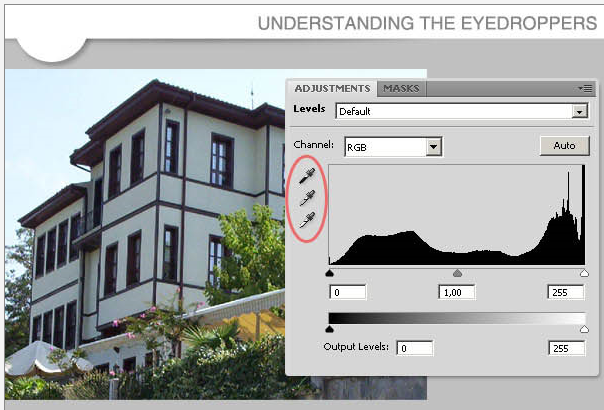 UNDERSTANDING THE EYEDROPPERS
ADJUSTMENTS MASKS
Levels Default
Channel: RGB Auto
0 1,00 255
Output Levels: 0 255